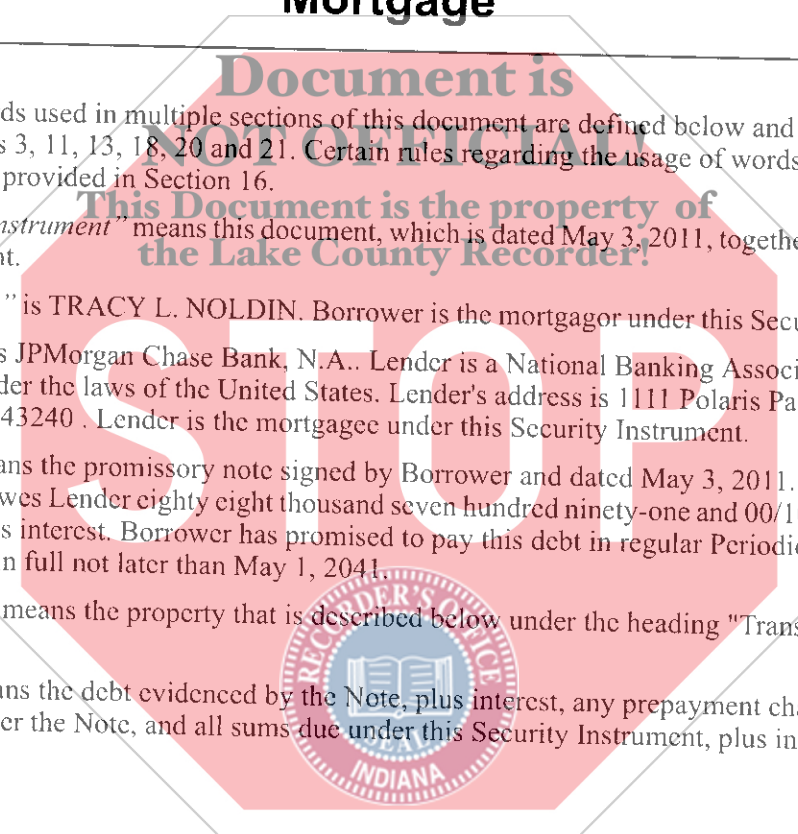 Mortgage
Document is
ds used in multiple sections of this document are defined below and
NOT OFFICIAL!
s 3, 11, 13, 18, 20 and 21. Certain rules regarding the usage of words
provided in Section 16.
This Document is the property of
nstrument" means this document, which is dated May 3, 2011, togethe
nt.
the Lake County Recorder!
" is TRACY L. NOLDIN. Borrower is the mortgagor under this Secu
STOP
s JPMorgan Chase Bank, N.A.. Lender is a National Banking Associ
der the laws of the United States. Lender's address is 1111 Polaris Pa
43240 . Lender is the mortgagee under this Security Instrument.
ans the promissory note signed by Borrower and dated May 3, 2011.
wes Lender eighty eight thousand seven hundred ninety-one and 00/1
s interest. Borrower has promised to pay this debt in regular Periodi
n full not later than May 1, 2041.
means the property that is described below under the heading "Trans
RECORDER'S OFFICE
ans the debt evidenced by the Note, plus interest, any prepayment cha
er the Note, and all sums due under this Security Instrument, plus in
SEAL
INDIANA